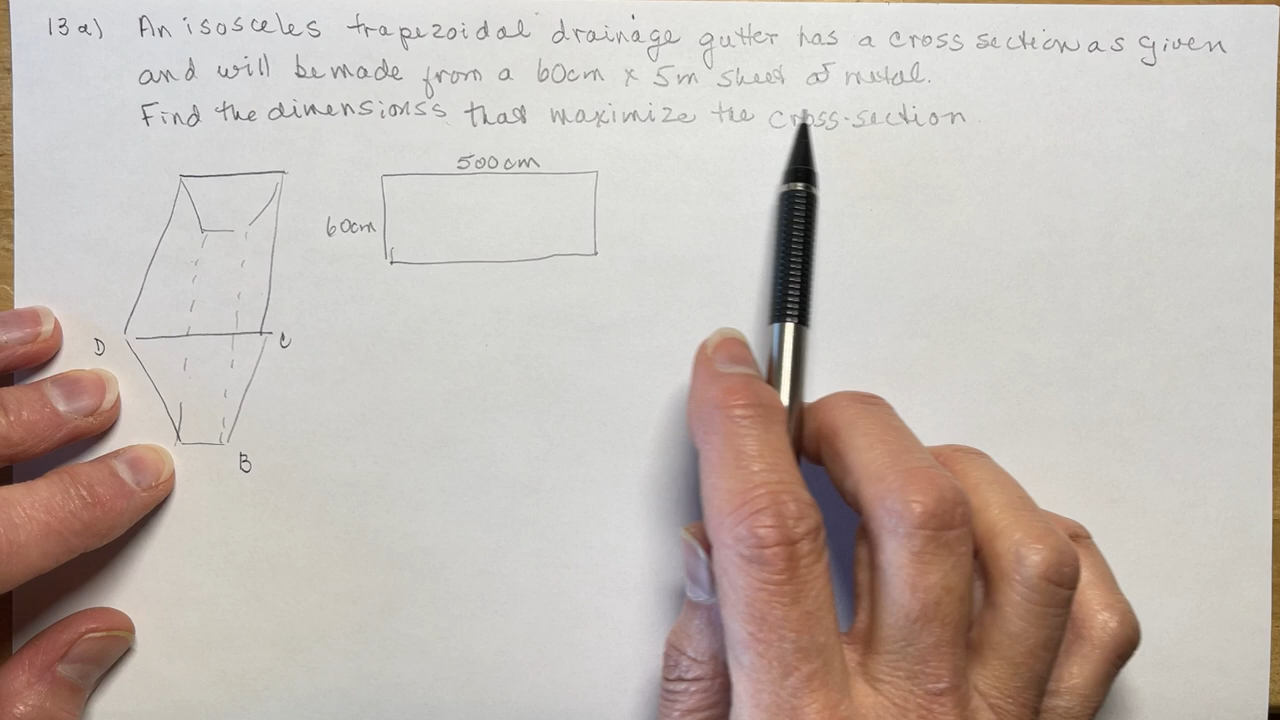 13a) An isosceles trapezoidal drainage gutter has a cross section as given
and will be made from a 60cm x 5m sheet of metal.
Find the dimensionss that maximize the cross-section.
500cm
60cm
D
C
B